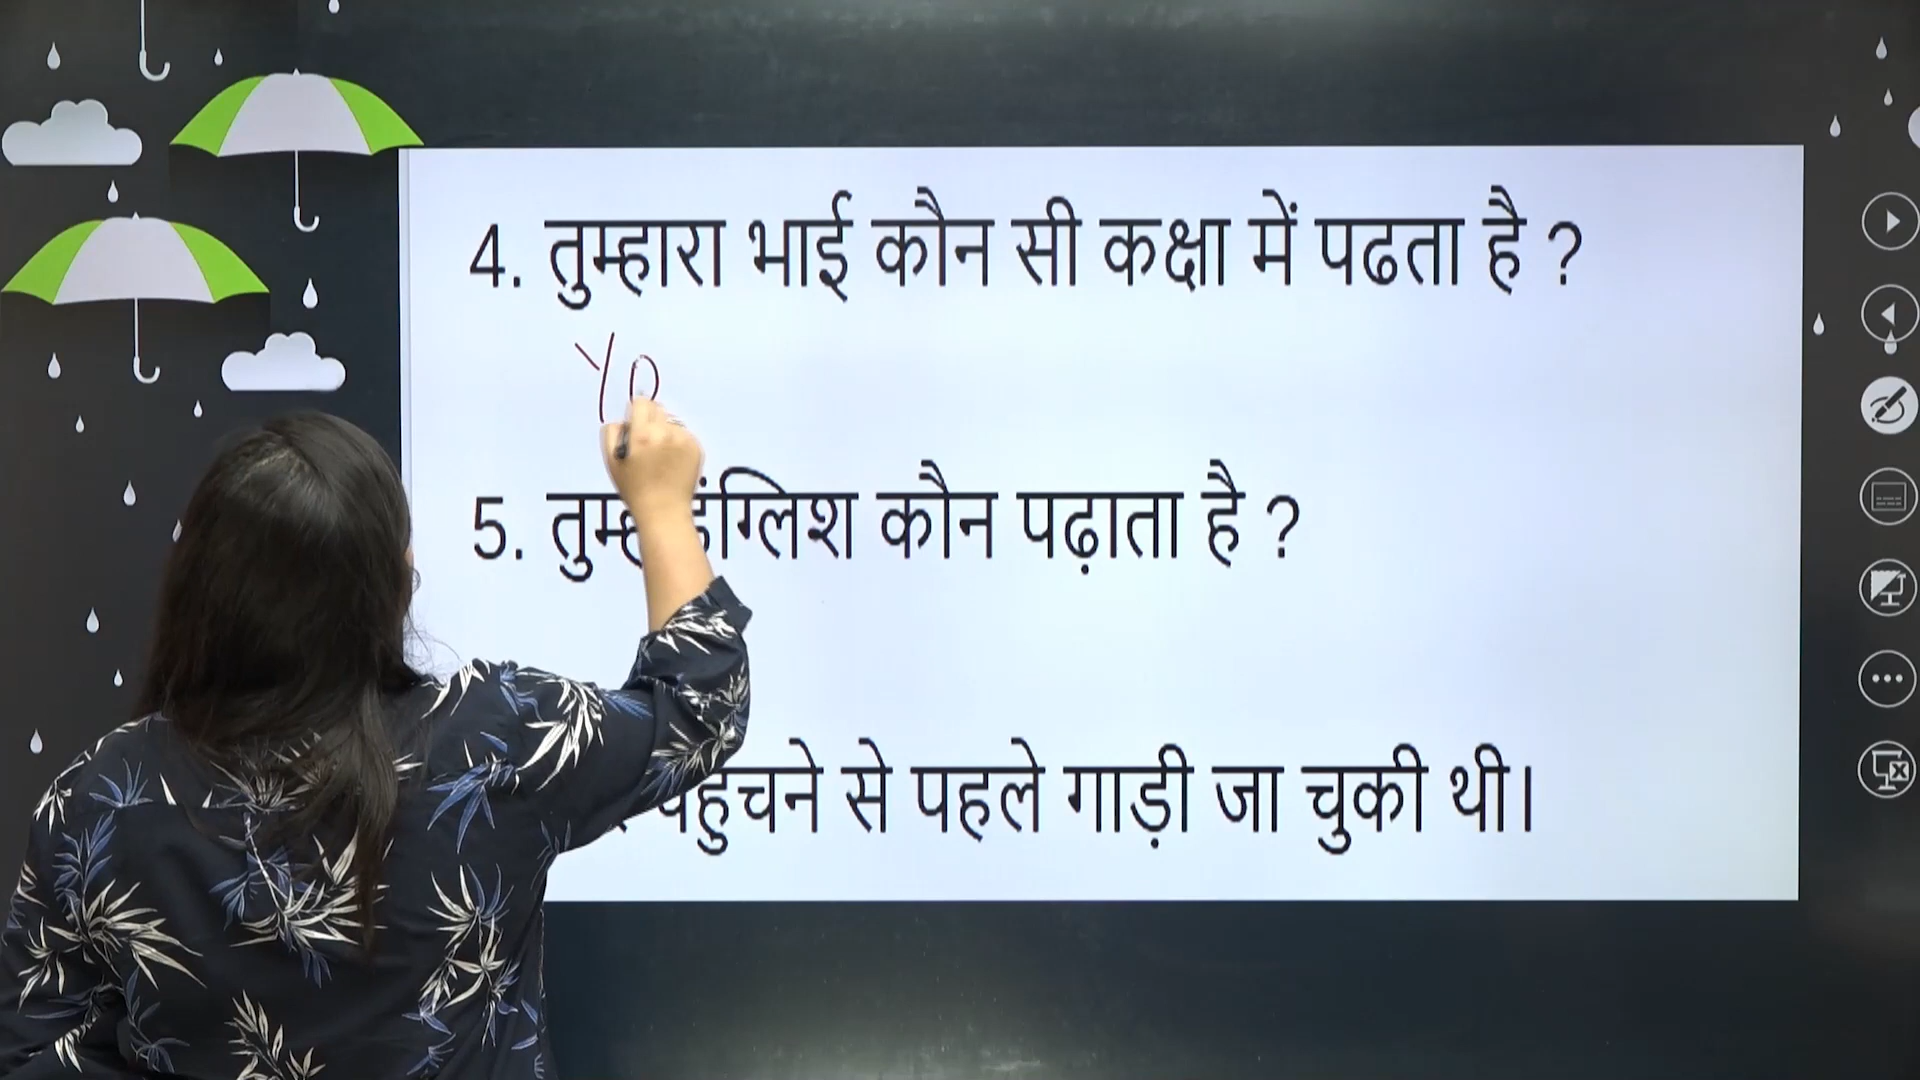 4. तुम्हारा भाई कौन सी कक्षा में पढता है ?
Yo
5. इंग्लिश कौन पढ़ाता है ?
पहुचने से पहले गाड़ी जा चुकी थी।